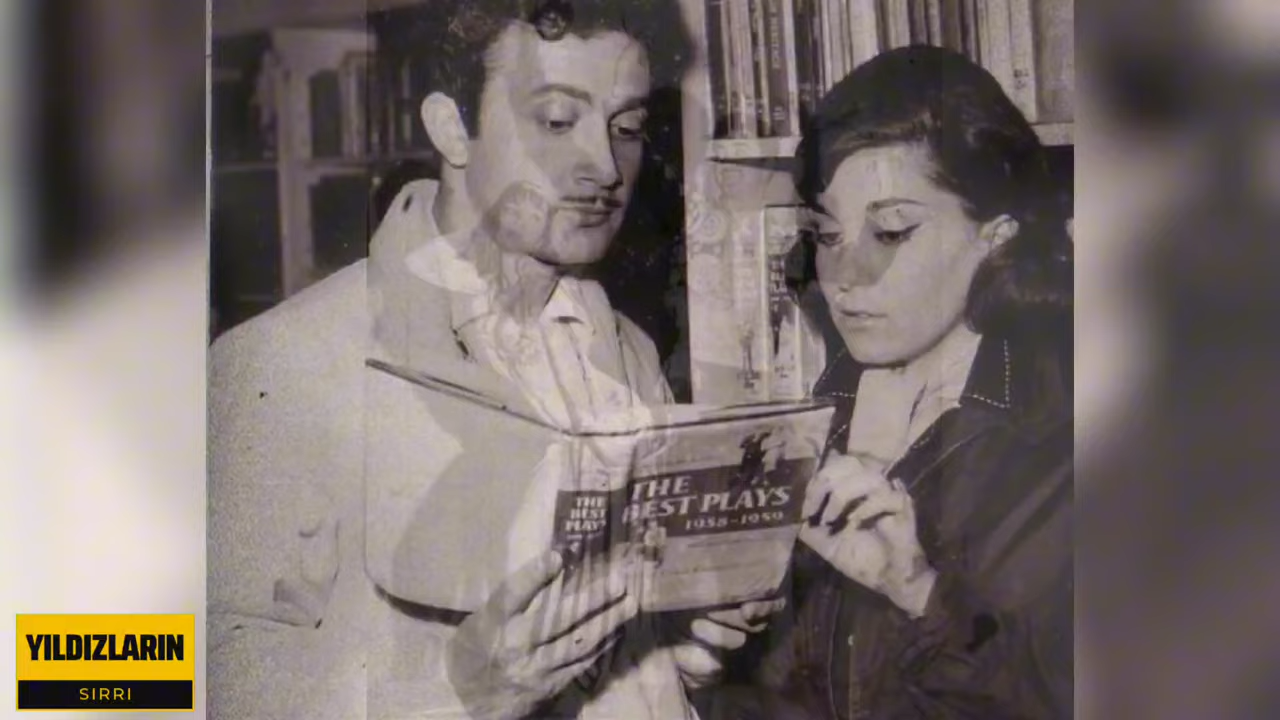 THE
BEST
PLAYS
THE
BEST PLAYS
1958-1959
YILDIZLARIN
SIRRI